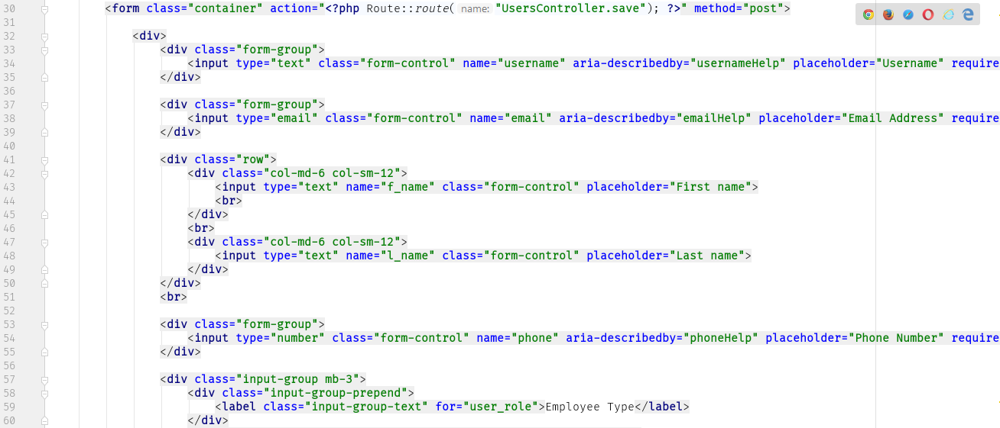 30 <form class="container" action="<?php Route::route( name: "UsersController.save"); ?>" method="post">
31
32 <div>
33 <div class="form-group">
34 <input type="text" class="form-control" name="username" aria-describedby="usernameHelp" placeholder="Username" require
35 </div>
36
37 <div class="form-group">
38 <input type="email" class="form-control" name="email" aria-describedby="emailHelp" placeholder="Email Address" require
39 </div>
40
41 <div class="row">
42 <div class="col-md-6 col-sm-12">
43 <input type="text" name="f_name" class="form-control" placeholder="First name">
44 <br>
45 </div>
46 <br>
47 <div class="col-md-6 col-sm-12">
48 <input type="text" name="l_name" class="form-control" placeholder="Last name">
49 </div>
50 </div>
51 <br>
52
53 <div class="form-group">
54 <input type="number" class="form-control" name="phone" aria-describedby="phoneHelp" placeholder="Phone Number" require
55 </div>
56
57 <div class="input-group mb-3">
58 <div class="input-group-prepend">
59 <label class="input-group-text" for="user_role">Employee Type</label>
60 </div>